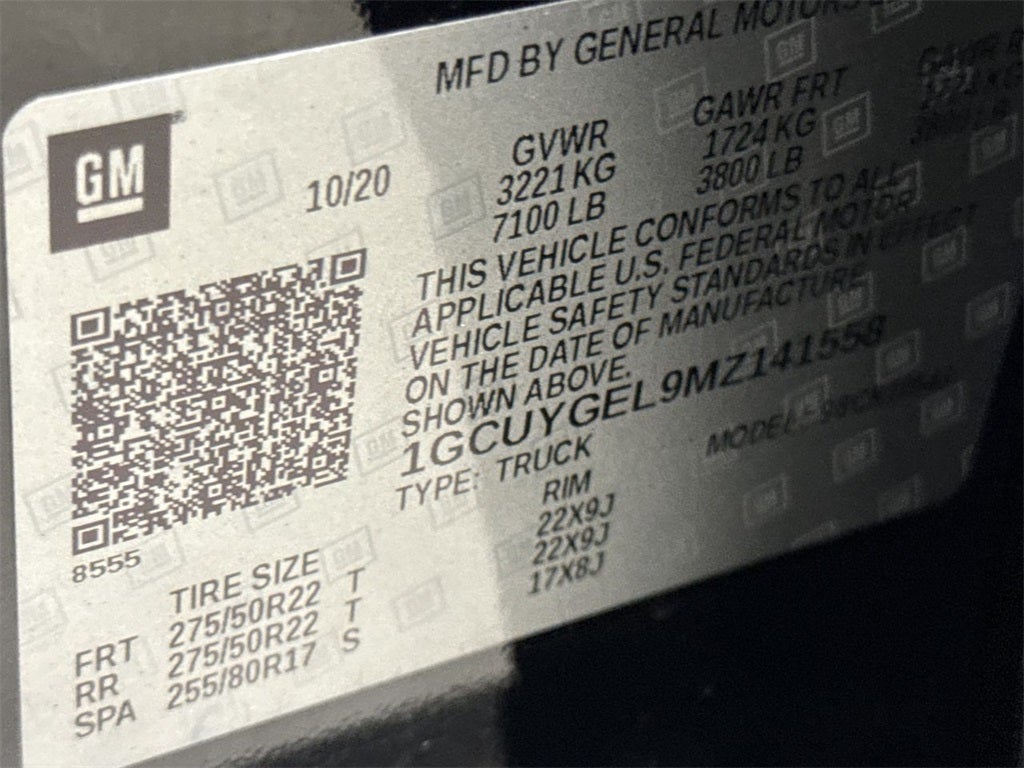 MFD BY GENERAL MOTORS
GM
10/20
GVWR
3221 KG
7100 LB
GAWR FRT
1724 KG
3800 LB
GAWR
THIS VEHICLE CONFORMS TO ALL
APPLICABLE U.S. FEDERAL MOTOR
VEHICLE SAFETY STANDARDS IN EFFECT
ON THE DATE OF MANUFACTURE
SHOWN ABOVE.
1GCUYGEL9MZ141558
TYPE: TRUCK
MODEL:
8555
TIRE SIZE RIM
FRT 275/50R22 T 22X9J
RR 275/50R22 T 22X9J
SPA 255/80R17 S 17X8J